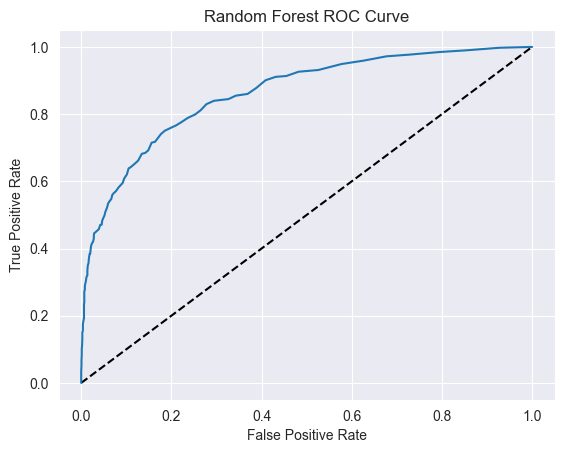 Random Forest ROC Curve
True Positive Rate
1.0
0.8
0.6
0.4
0.2
0.0
0.0 0.2 0.4 0.6 0.8 1.0
False Positive Rate